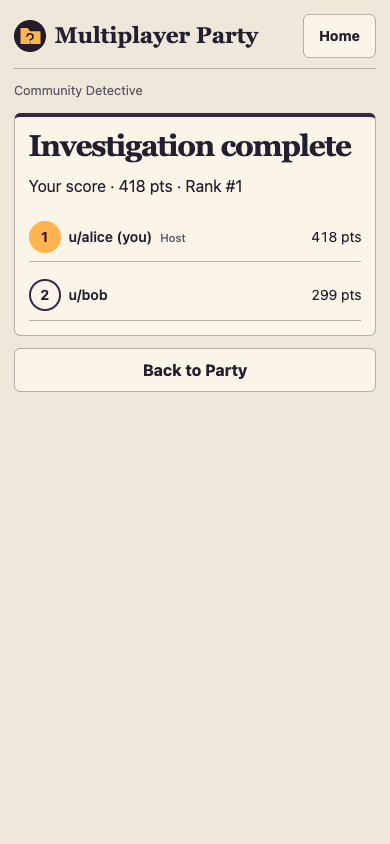 Multiplayer Party
Home
Community Detective
Investigation complete
Your score · 418 pts · Rank #1
1 u/alice (you) Host 418 pts
2 u/bob 299 pts
Back to Party